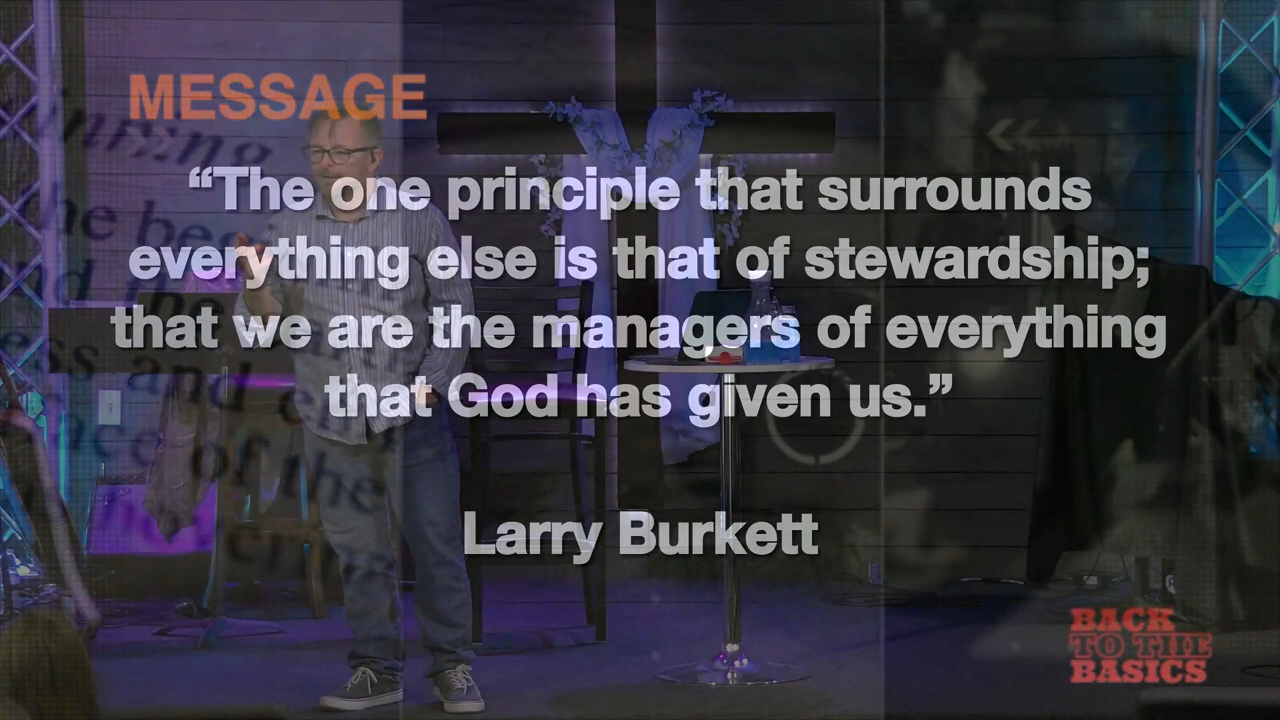 MESSAGE
“The one principle that surrounds
everything else is that of stewardship;
that we are the managers of everything
that God has given us.”
Larry Burkett
BACK
TO THE
BASICS